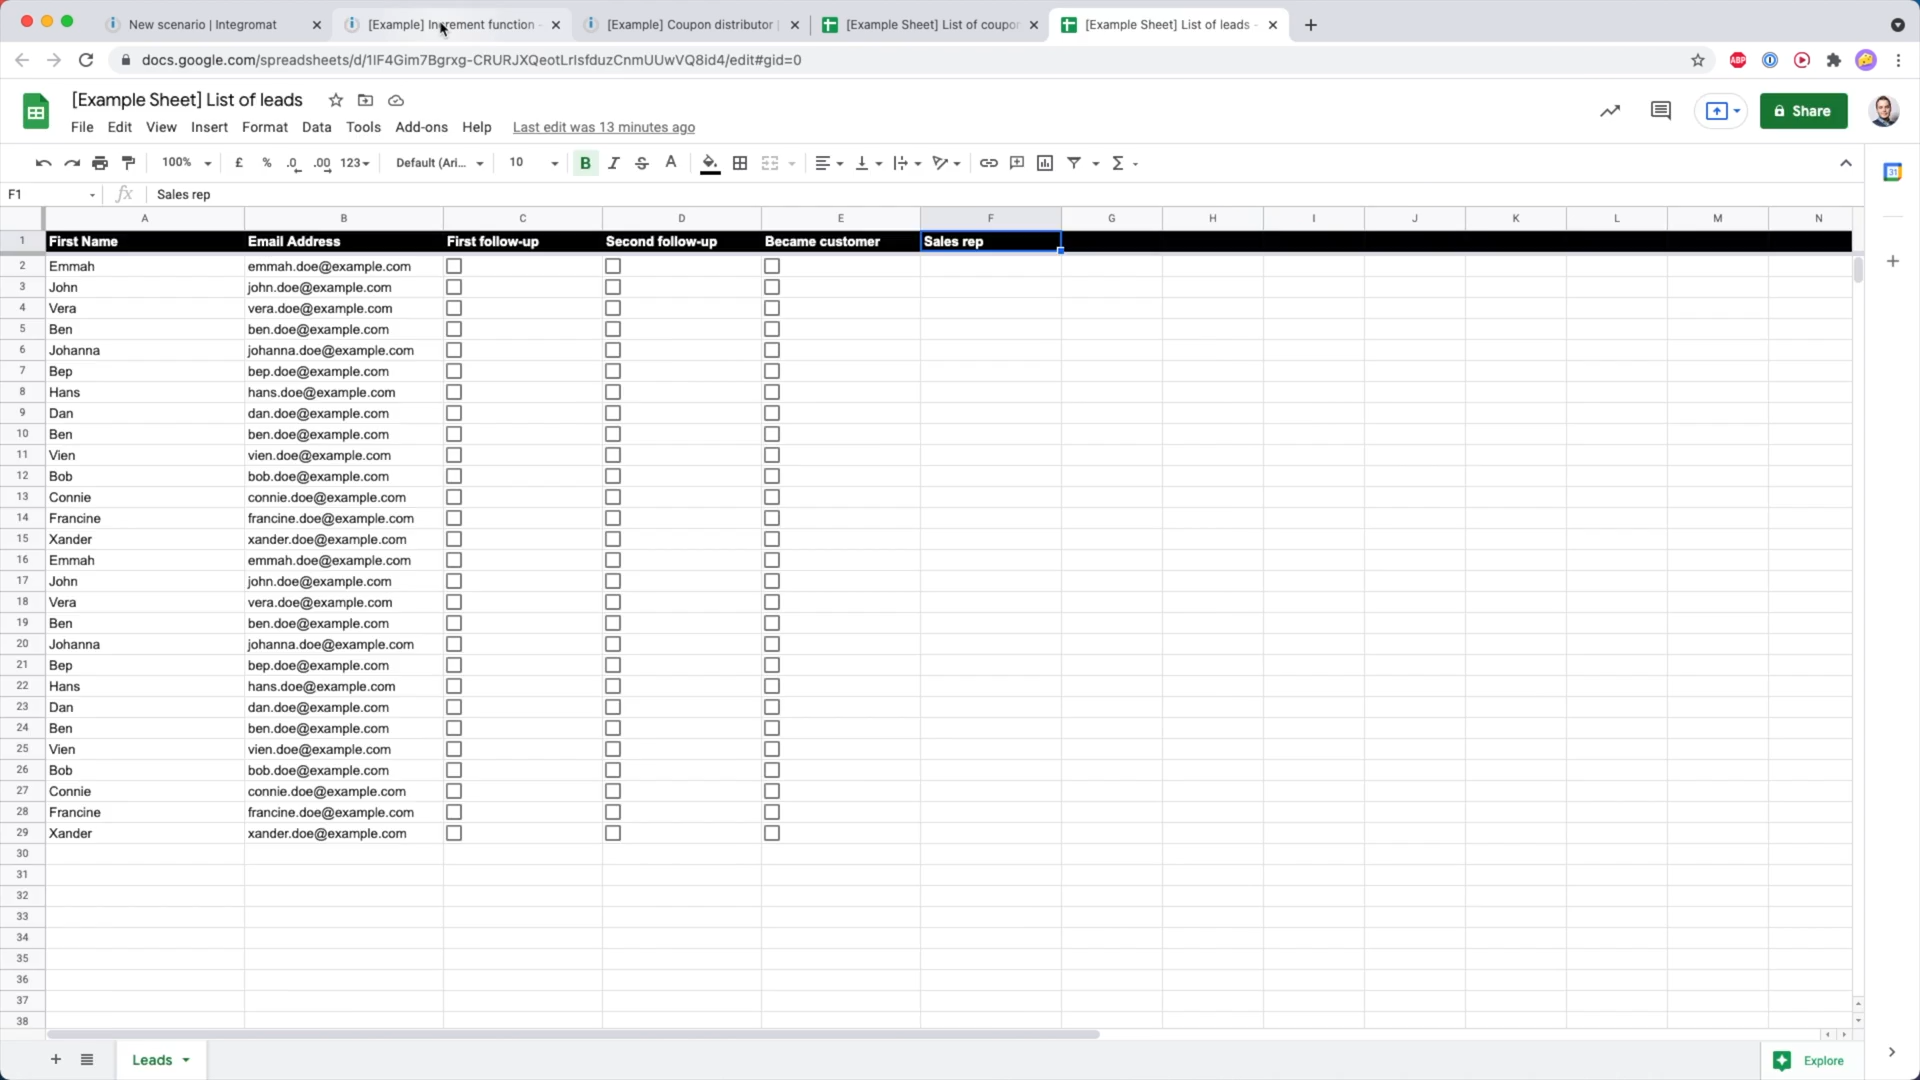 New scenario | Integromat
[Example] Increment function -
[Example] Coupon distributor |
[Example Sheet] List of coupon
[Example Sheet] List of leads -
docs.google.com/spreadsheets/d/1lF4Gim7Bgrxg-CRURJXQeotLrlsfduzCnmUUwVQ8id4/edit#gid=0
ABP
[Example Sheet] List of leads
File Edit View Insert Format Data Tools Add-ons Help Last edit was 13 minutes ago
Share
100% £ % .0 .00 123 Default (Ari... 10 B I S A Σ
31
F1 fx Sales rep
A B C D E F G H I J K L M N
1 First Name Email Address First follow-up Second follow-up Became customer Sales rep
2 Emmah emmah.doe@example.com
3 John john.doe@example.com
4 Vera vera.doe@example.com
5 Ben ben.doe@example.com
6 Johanna johanna.doe@example.com
7 Bep bep.doe@example.com
8 Hans hans.doe@example.com
9 Dan dan.doe@example.com
10 Ben ben.doe@example.com
11 Vien vien.doe@example.com
12 Bob bob.doe@example.com
13 Connie connie.doe@example.com
14 Francine francine.doe@example.com
15 Xander xander.doe@example.com
16 Emmah emmah.doe@example.com
17 John john.doe@example.com
18 Vera vera.doe@example.com
19 Ben ben.doe@example.com
20 Johanna johanna.doe@example.com
21 Bep bep.doe@example.com
22 Hans hans.doe@example.com
23 Dan dan.doe@example.com
24 Ben ben.doe@example.com
25 Vien vien.doe@example.com
26 Bob bob.doe@example.com
27 Connie connie.doe@example.com
28 Francine francine.doe@example.com
29 Xander xander.doe@example.com
30
31
32
33
34
35
36
37
38
Leads
Explore